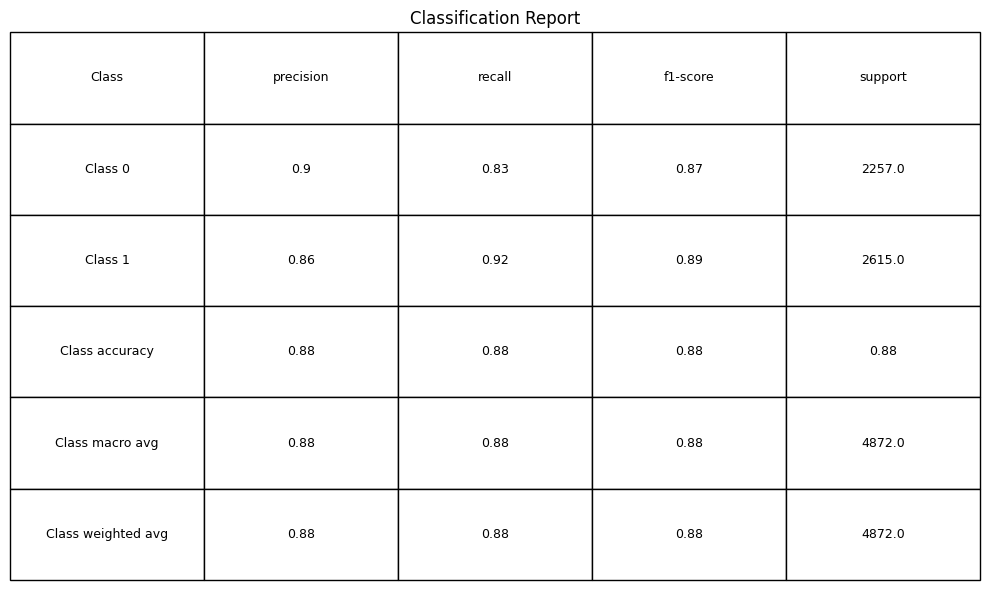 Classification Report
Class precision recall f1-score support
Class 0 0.9 0.83 0.87 2257.0
Class 1 0.86 0.92 0.89 2615.0
Class accuracy 0.88 0.88 0.88 0.88
Class macro avg 0.88 0.88 0.88 4872.0
Class weighted avg 0.88 0.88 0.88 4872.0